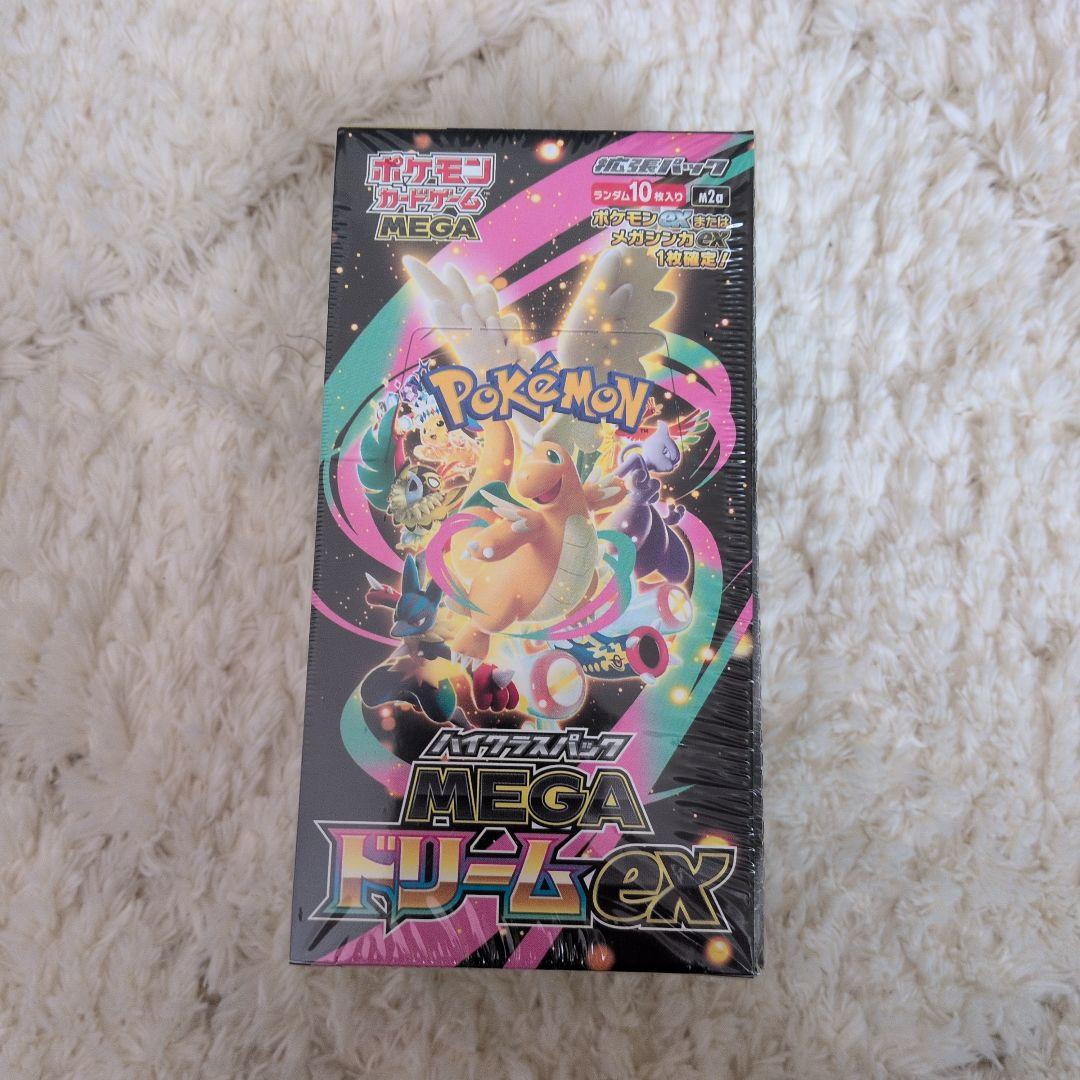 ポケモン
カードゲーム
MEGA
拡張パック
ランダム10枚入り M2a
ポケモンexまたは
メガシンカex
1枚確定!
POKéMON
TM
ハイクラスパック
MEGA
ドリームex